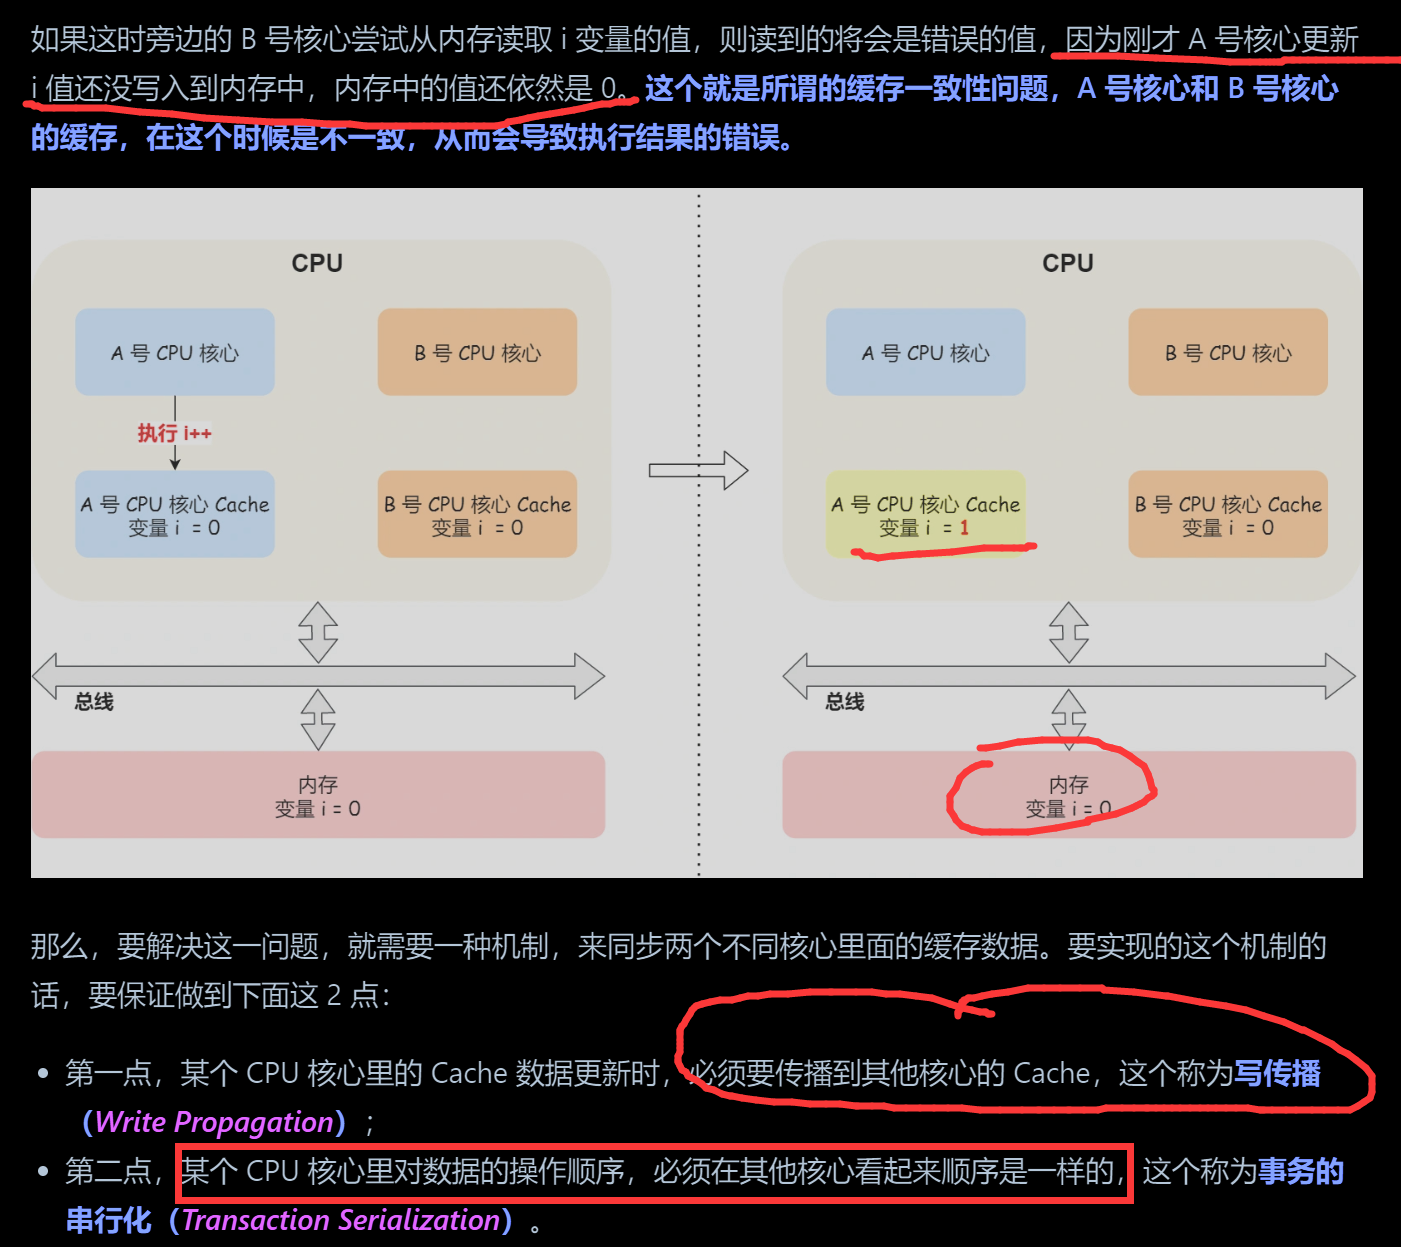 如果这时旁边的 B 号核心尝试从内存读取 i 变量的值，则读到的将会是错误的值，因为刚才 A 号核心更新
i 值还没写入到内存中，内存中的值还依然是 0。这个就是所谓的缓存一致性问题，A 号核心和 B 号核心
的缓存，在这个时候是不一致，从而会导致执行结果的错误。
CPU
CPU
A 号 CPU 核心
B 号 CPU 核心
A 号 CPU 核心
B 号 CPU 核心
执行 i++
A 号 CPU 核心 Cache
变量 i = 0
B 号 CPU 核心 Cache
变量 i = 0
A 号 CPU 核心 Cache
变量 i = 1
B 号 CPU 核心 Cache
变量 i = 0
总线
总线
内存
变量 i = 0
内存
变量 i = 0
那么，要解决这一问题，就需要一种机制，来同步两个不同核心里面的缓存数据。要实现的这个机制的
话，要保证做到下面这 2 点：
• 第一点，某个 CPU 核心里的 Cache 数据更新时，必须要传播到其他核心的 Cache，这个称为写传播
（Write Propagation）；
• 第二点，某个 CPU 核心里对数据的操作顺序，必须在其他核心看起来顺序是一样的，这个称为事务的
串行化（Transaction Serialization）。